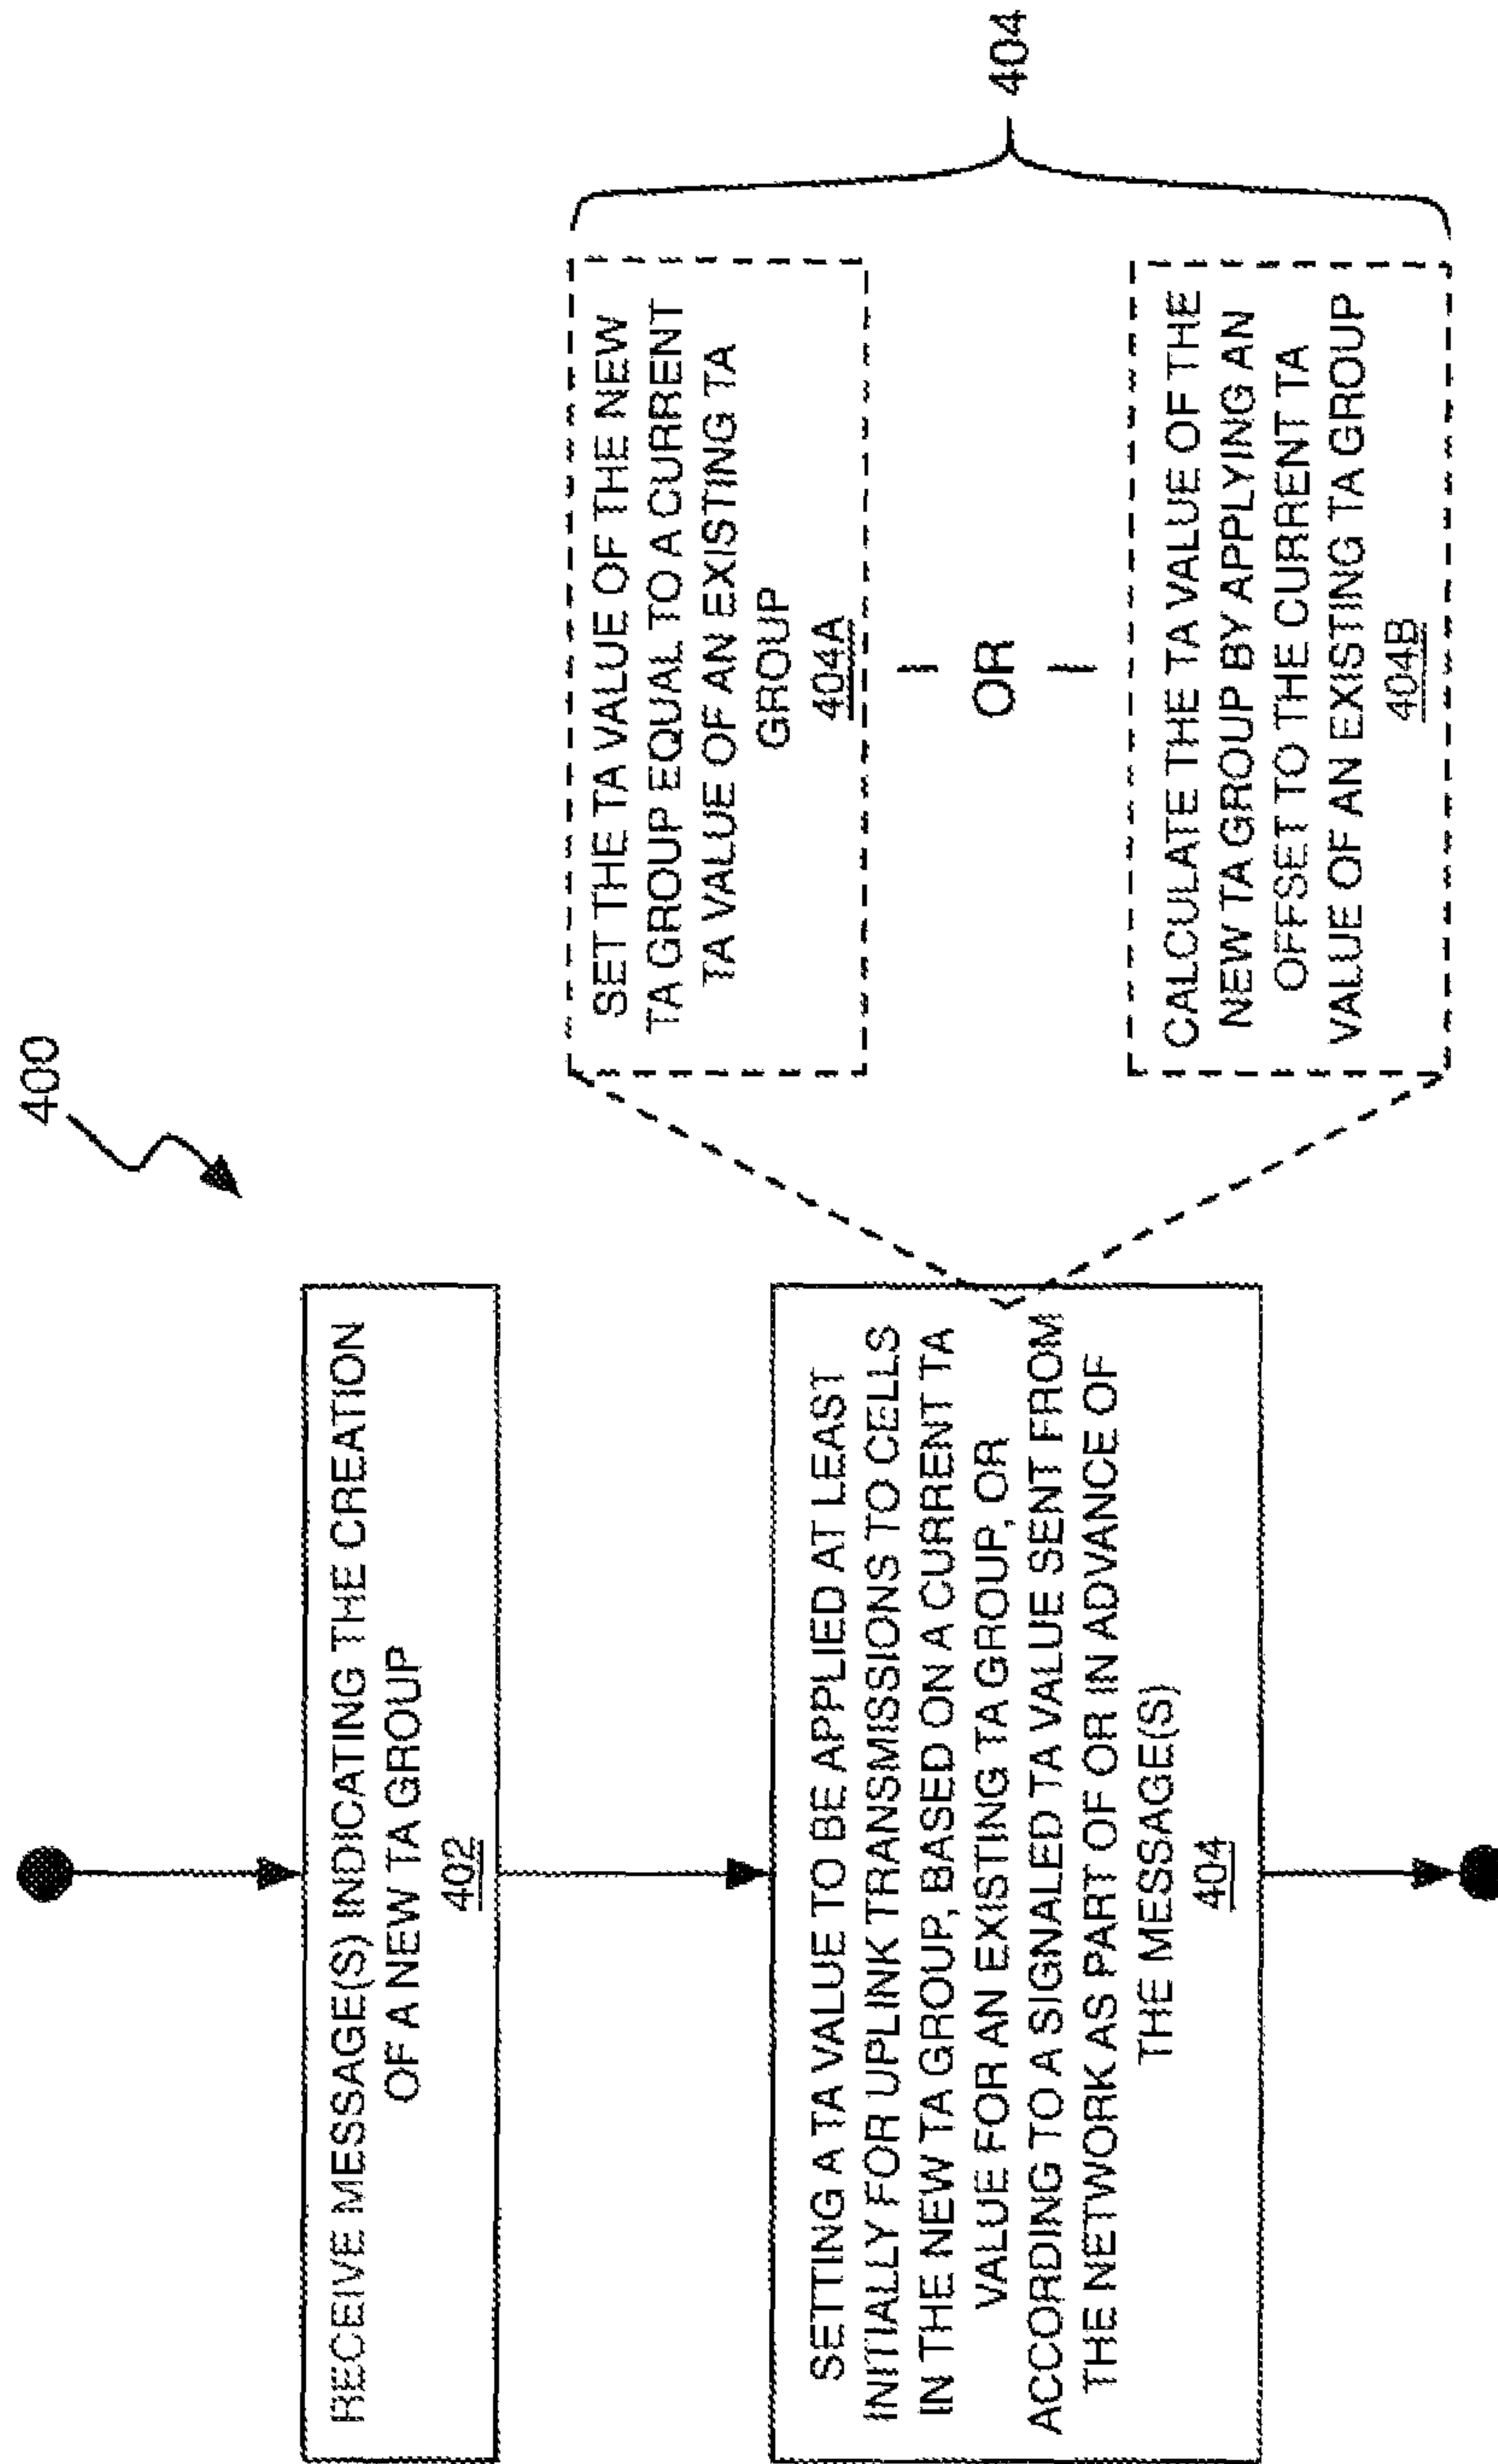 400
RECEIVE MESSAGE(S) INDICATING THE CREATION
OF A NEW TA GROUP
402
SETTING A TA VALUE TO BE APPLIED AT LEAST
INITIALLY FOR UPLINK TRANSMISSIONS TO CELLS
IN THE NEW TA GROUP, BASED ON A CURRENT TA
VALUE FOR AN EXISTING TA GROUP, OR
ACCORDING TO A SIGNALED TA VALUE SENT FROM
THE NETWORK AS PART OF OR IN ADVANCE OF
THE MESSAGE(S)
404
SET THE TA VALUE OF THE NEW
TA GROUP EQUAL TO A CURRENT
TA VALUE OF AN EXISTING TA
GROUP
404A
OR
CALCULATE THE TA VALUE OF THE
NEW TA GROUP BY APPLYING AN
OFFSET TO THE CURRENT TA
VALUE OF AN EXISTING TA GROUP
404B
404